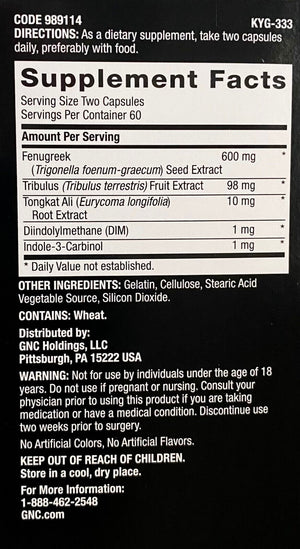 CODE 989114 KYG-333
DIRECTIONS: As a dietary supplement, take two capsules
daily, preferably with food.
Supplement Facts
Serving Size Two Capsules
Servings Per Container 60
Amount Per Serving
Fenugreek 600 mg *
(Trigonella foenum-graecum) Seed Extract
Tribulus (Tribulus terrestris) Fruit Extract 98 mg *
Tongkat Ali (Eurycoma longifolia) 10 mg *
Root Extract
Diindolylmethane (DIM) 1 mg *
Indole-3-Carbinol 1 mg *
* Daily Value not established.
OTHER INGREDIENTS: Gelatin, Cellulose, Stearic Acid
Vegetable Source, Silicon Dioxide.
CONTAINS: Wheat.
Distributed by:
GNC Holdings, LLC
Pittsburgh, PA 15222 USA
WARNING: Not for use by individuals under the age of 18
years. Do not use if pregnant or nursing. Consult your
physician prior to using this product if you are taking
medication or have a medical condition. Discontinue use
two weeks prior to surgery.
No Artificial Colors, No Artificial Flavors.
KEEP OUT OF REACH OF CHILDREN.
Store in a cool, dry place.
For More Information:
1-888-462-2548
GNC.com